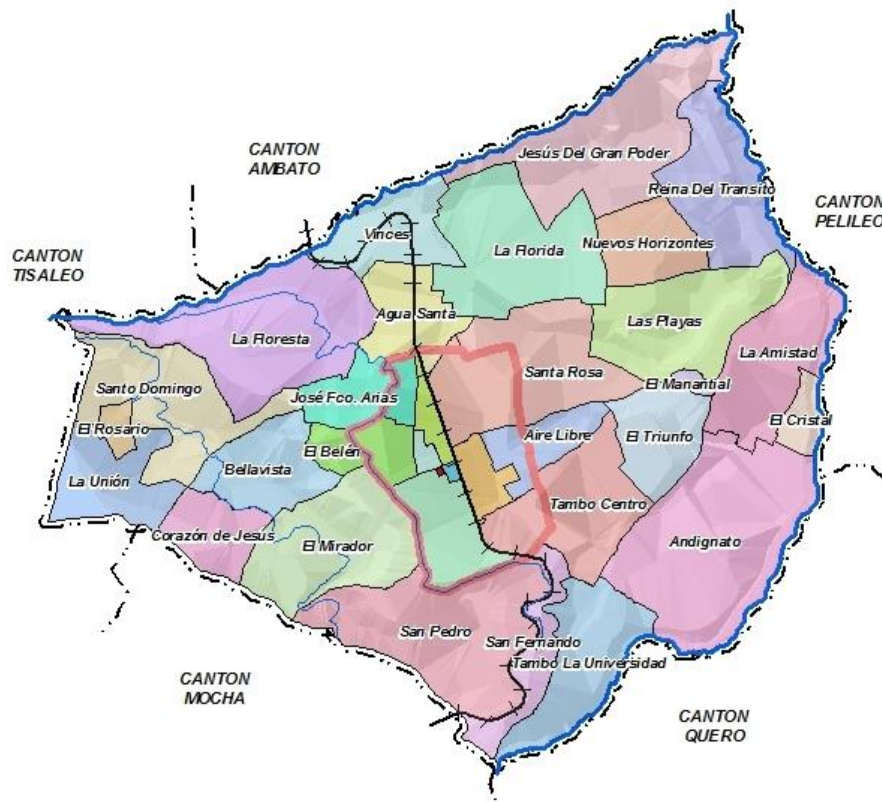 CANTON
AMBATO
Jesús Del Gran Poder
Reina Del Transito
CANTON
PELILEO
Vinces
La Florida
Nuevos Horizontes
CANTON
TISALEO
Agua Santa
Las Playas
La Floresta
La Amistad
Santa Rosa
Santo Domingo
José Fco. Arias
El Manantial
El Cristal
El Rosario
Aire Libre
El Triunfo
El Belén
Bellavista
La Unión
Tambo Centro
Corazón de Jesus
El Mirador
Andignato
San Pedro
San Fernando
Tambo La Universidad
CANTON
MOCHA
CANTON
QUERO